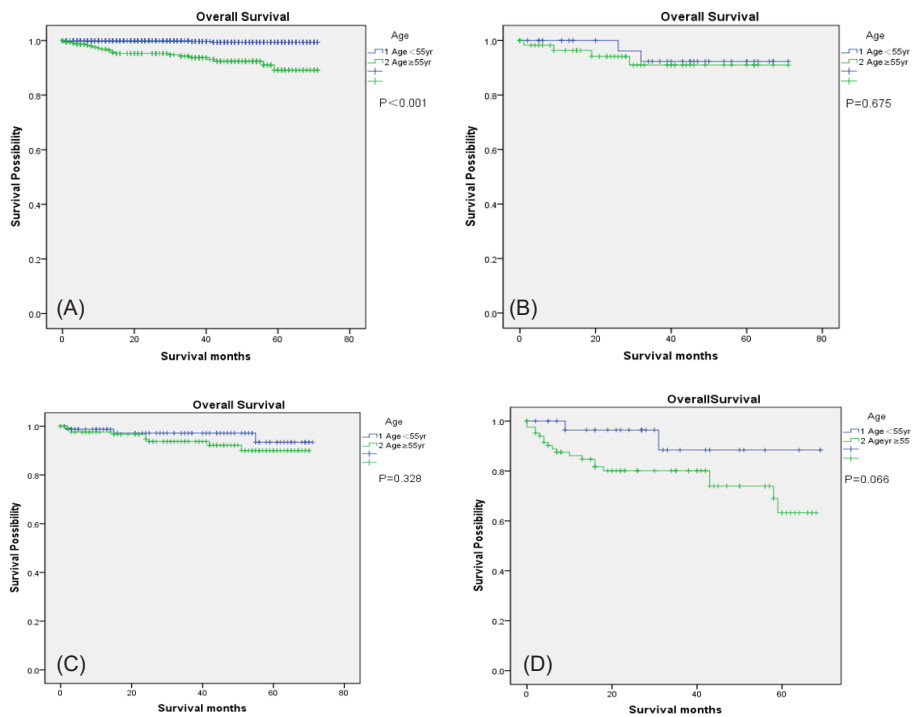 Overall Survival
1.0
0.8
0.6
0.4
0.2
0.0
Survival Possibility
0 20 40 60 80
Survival months
Age
1 Age<55yr
2 Age≥55yr
P<0.001
(A)
Overall Survival
1.0
0.8
0.6
0.4
0.2
0.0
Survival Possibility
0 20 40 60 80
Survival months
Age
1 Age<55yr
2 Age≥55yr
P=0.675
(B)
Overall Survival
1.0
0.8
0.6
0.4
0.2
0.0
Survival Possibility
0 20 40 60 80
Survival months
Age
1 Age<55yr
2 Age≥55yr
P=0.328
(C)
OverallSurvival
1.0
0.8
0.6
0.4
0.2
0.0
Survival Possibility
0 20 40 60
Survival months
Age
1 Age<55yr
2 Ageyr≥55
P=0.066
(D)